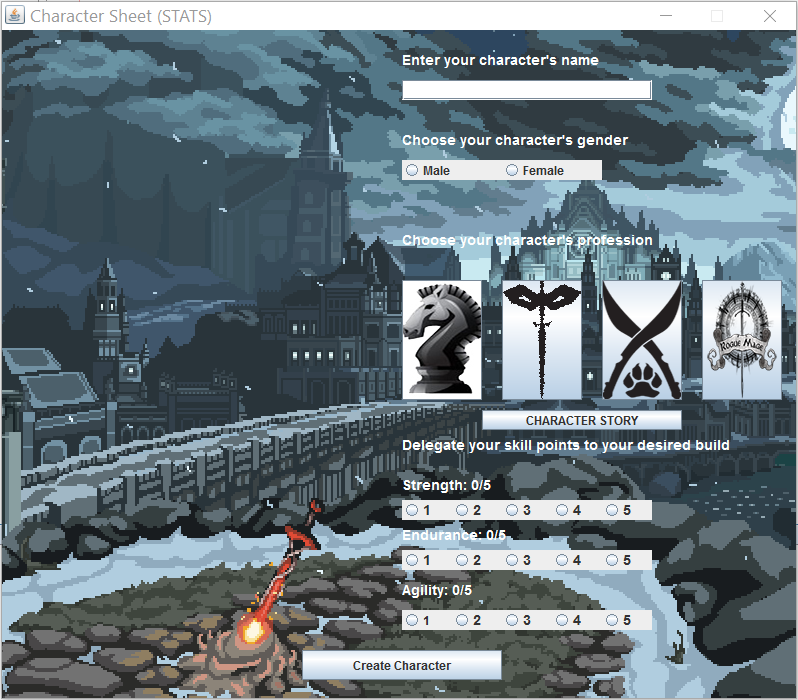 Character Sheet (STATS)
Enter your character's name
Choose your character's gender
Male Female
Choose your character's profession
Rogue Mage
CHARACTER STORY
Delegate your skill points to your desired build
Strength: 0/5
1 2 3 4 5
Endurance: 0/5
1 2 3 4 5
Agility: 0/5
1 2 3 4 5
Create Character